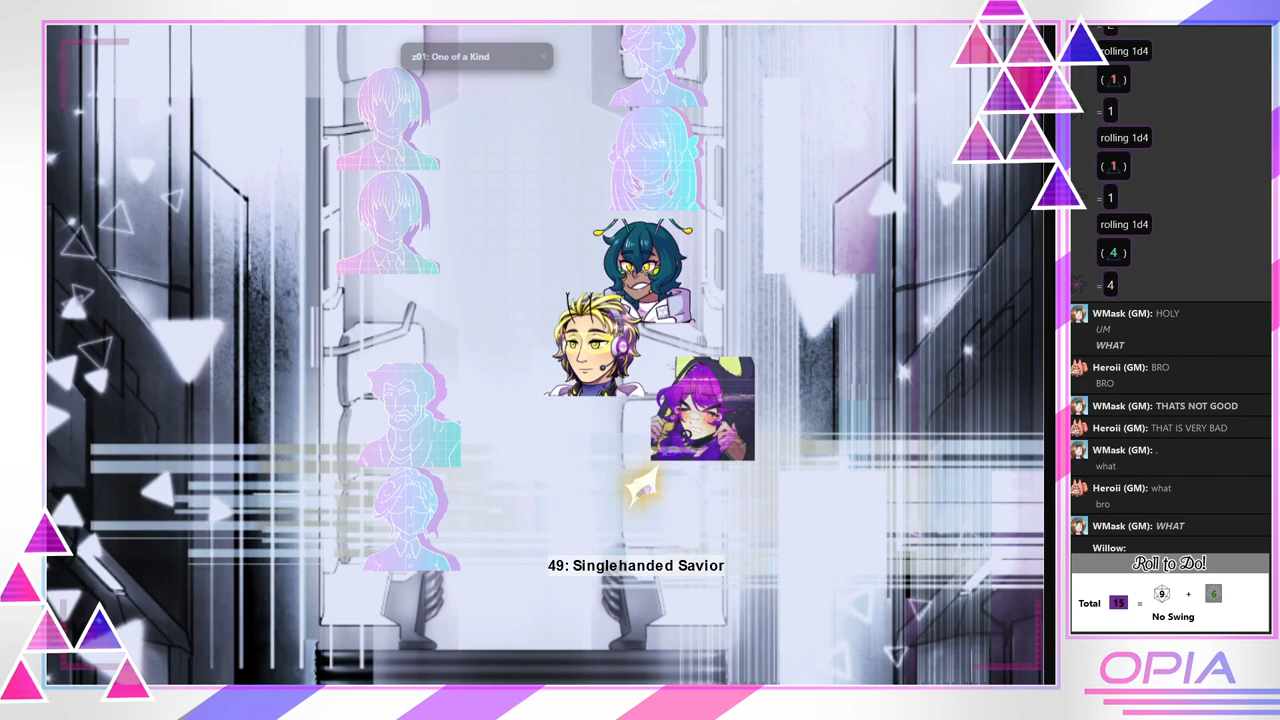 z01: One of a Kind
rolling 1d4
( 1 )
= 1
rolling 1d4
( 1 )
= 1
rolling 1d4
( 4 )
= 4
WMask (GM): HOLY
UM
WHAT
Heroii (GM): BRO
BRO
WMask (GM): THATS NOT GOOD
Heroii (GM): THAT IS VERY BAD
WMask (GM): .
what
Heroii (GM): what
bro
WMask (GM): WHAT
Willow:
Roll to Do!
Total 15 = 9 + 6
No Swing
49: Singlehanded Savior
OPIA